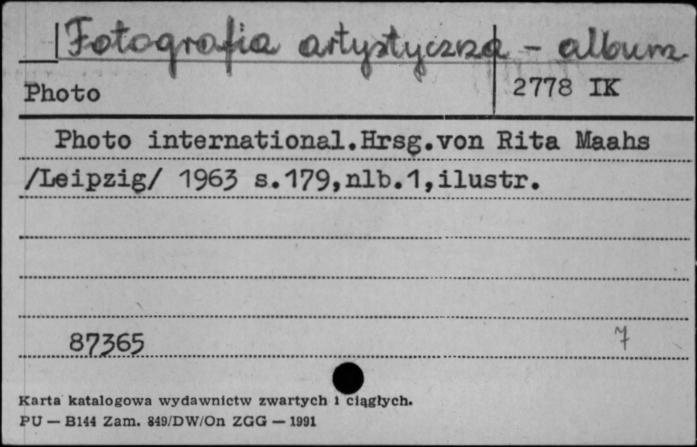 Fotografia artystyczna - album
Photo
2778 IK
Photo international.Hrsg.von Rita Maahs
/Leipzig/ 1963 s.179,nlb.1,ilustr.
87365
7
Karta katalogowa wydawnictw zwartych i ciągłych.
PU — B144 Zam. 849/DW/On ZGG — 1991